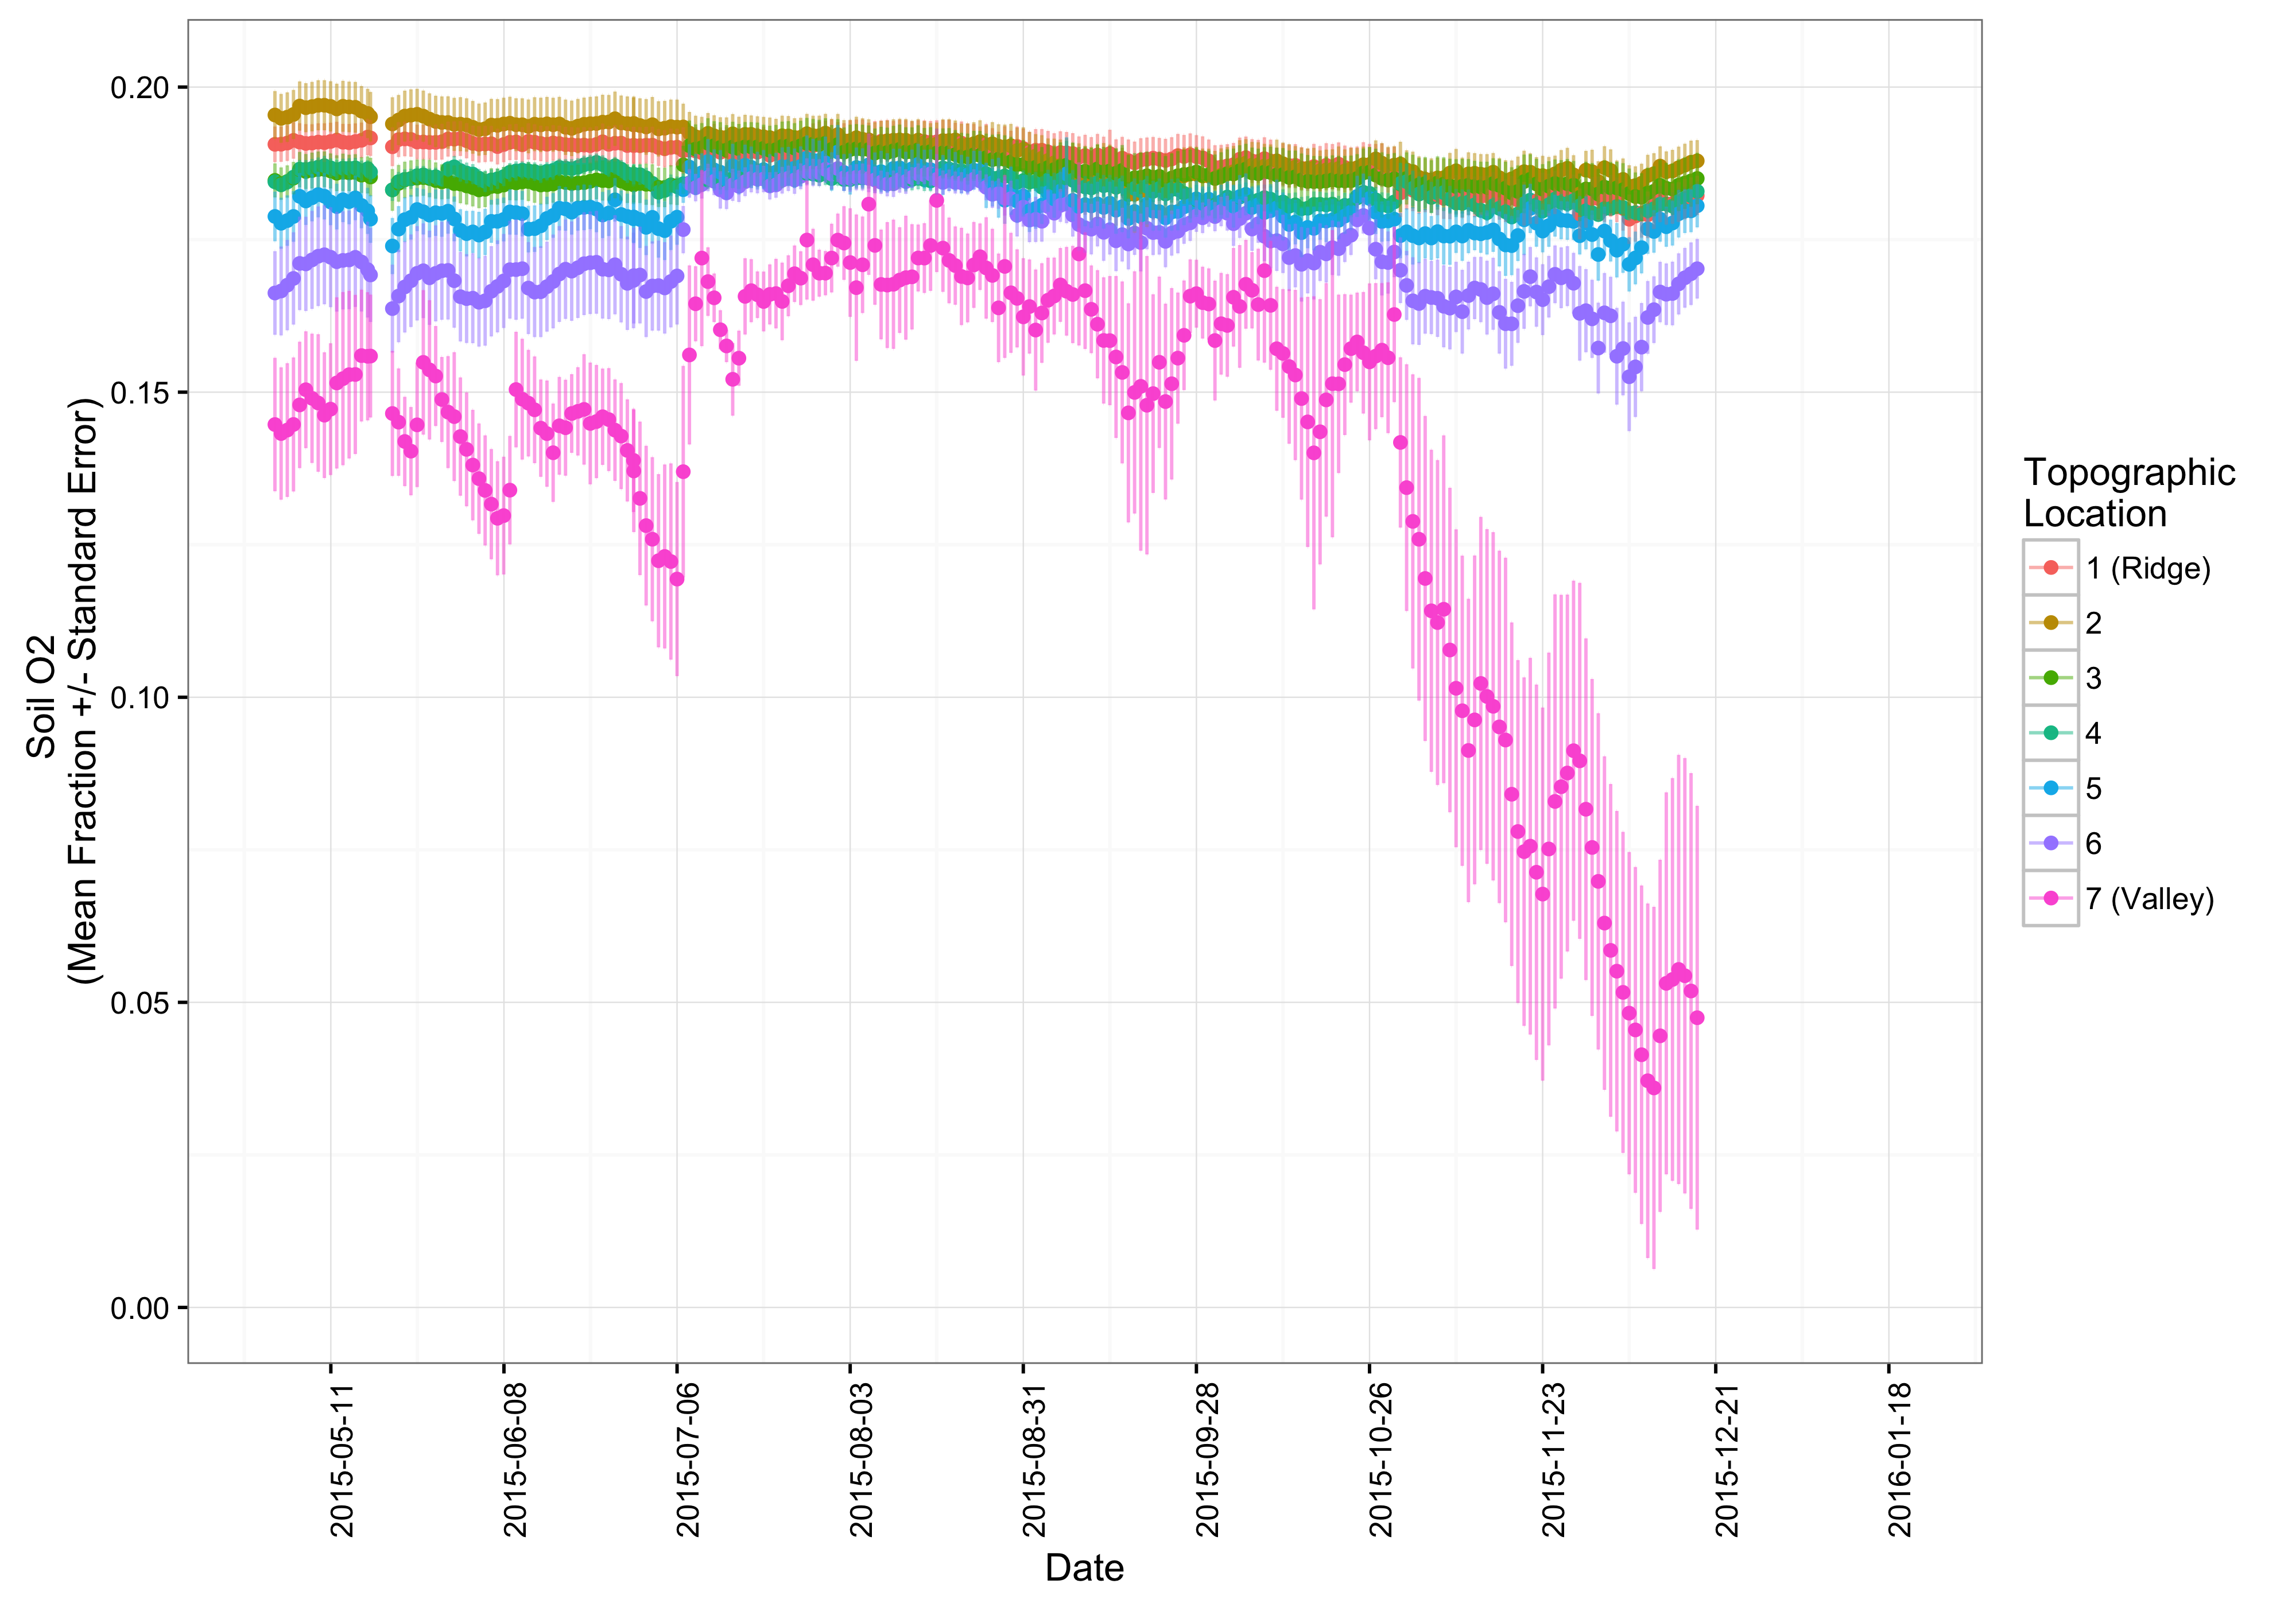 Soil O2
(Mean Fraction +/- Standard Error)
0.20
0.15
0.10
0.05
0.00
2015-05-11
2015-06-08
2015-07-06
2015-08-03
2015-08-31
2015-09-28
2015-10-26
2015-11-23
2015-12-21
2016-01-18
Date
Topographic
Location
1 (Ridge)
2
3
4
5
6
7 (Valley)